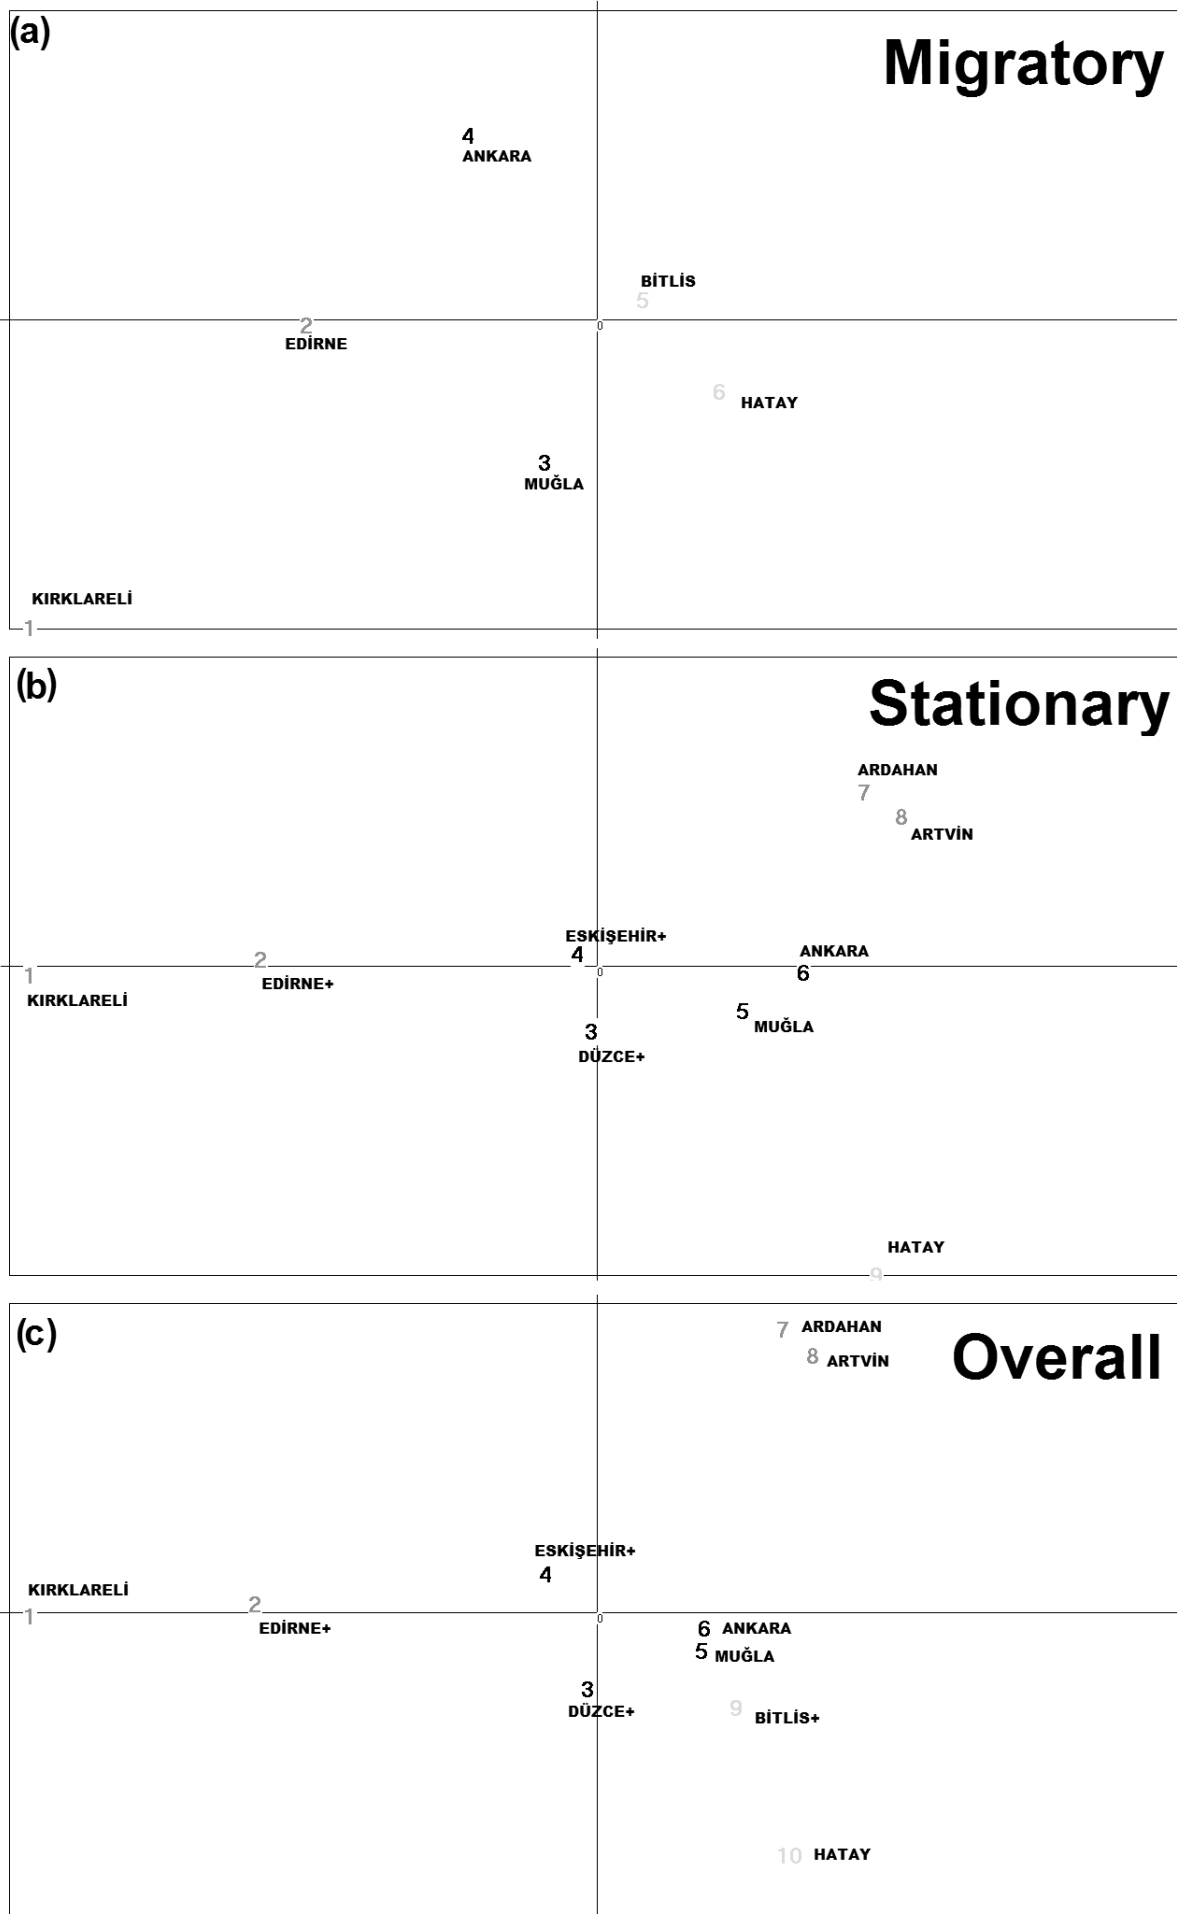 (a)
Migratory
4
ANKARA
BİTLİS
5
2
0
EDİRNE
6
HATAY
3
MUĞLA
KIRKLARELİ
1
(b)
Stationary
ARDAHAN
7
8
ARTVİN
ESKİŞEHİR+
4
ANKARA
2
1
0
6
EDİRNE+
KIRKLARELİ
5
MUĞLA
3
DÜZCE+
HATAY
9
(c)
Overall
7 ARDAHAN
8 ARTVİN
ESKİŞEHİR+
4
KIRKLARELİ
2
1
0
EDİRNE+
6 ANKARA
5 MUĞLA
3
DÜZCE+
9
BİTLİS+
10 HATAY